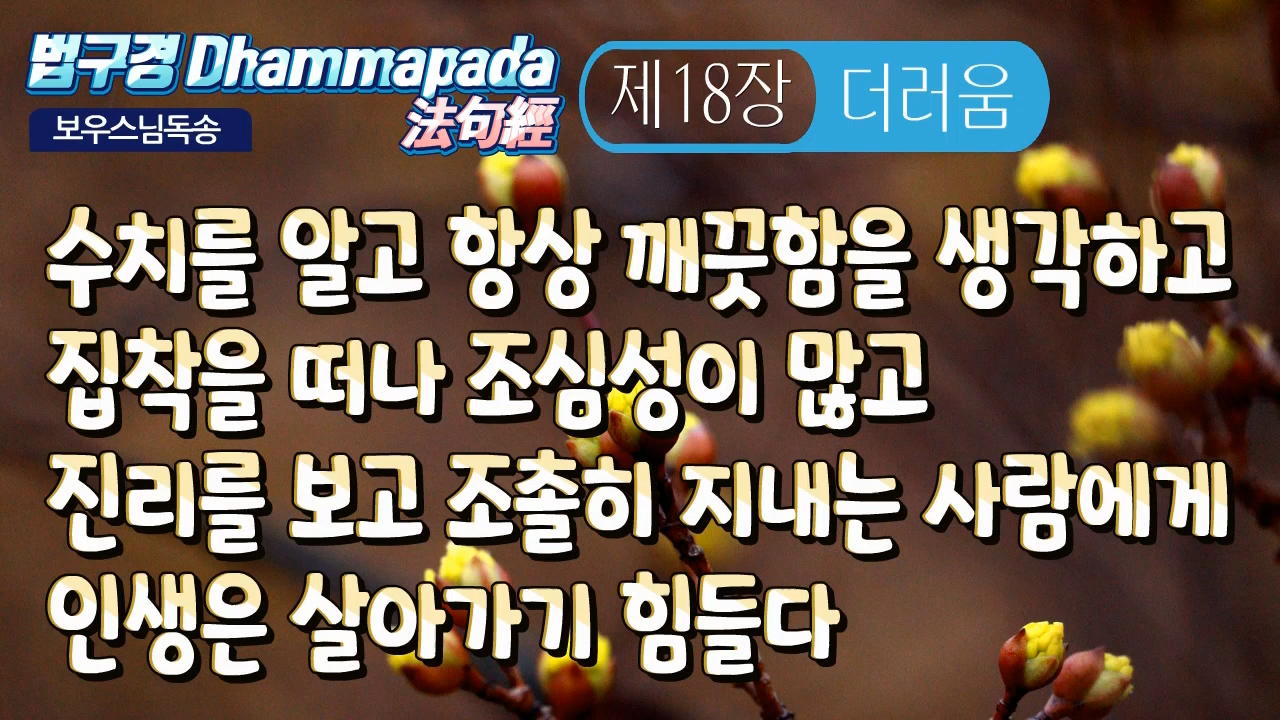 법구경 Dhammapada
法句經
보우스님독송
제18장 더러움
수치를 알고 항상 깨끗함을 생각하고
집착을 떠나 조심성이 많고
진리를 보고 조촐히 지내는 사람에게
인생은 살아가기 힘들다